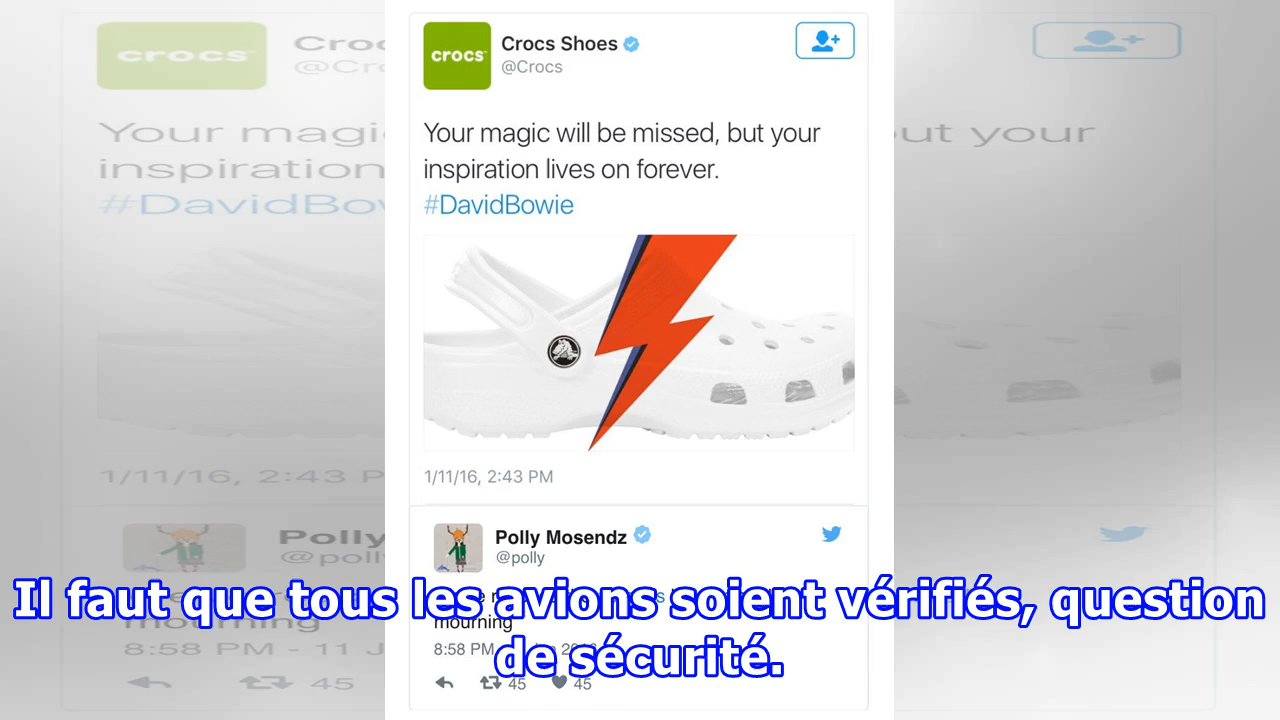 crocs™
Crocs Shoes
@Crocs
Your magic will be missed, but your
inspiration lives on forever.
#DavidBowie
1/11/16, 2:43 PM
Polly Mosendz
@polly
mourning
8:58 PM
45
45
Il faut que tous les avions soient vérifiés, question
de sécurité.